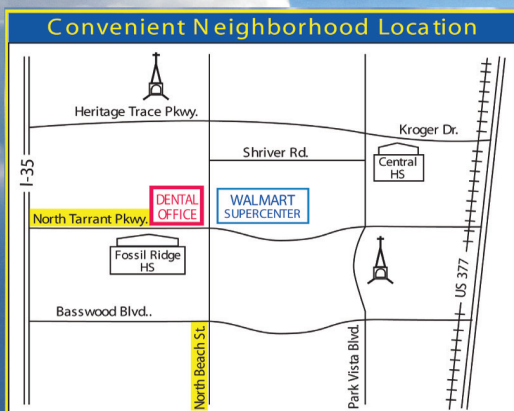 Convenient Neighborhood Location
Heritage Trace Pkwy.
Kroger Dr.
Shriver Rd.
Central
HS
I-35
DENTAL
OFFICE
WALMART
SUPERCENTER
North Tarrant Pkwy.
Fossil Ridge
HS
US 377
Basswood Blvd..
North Beach St.
Park Vista Blvd.